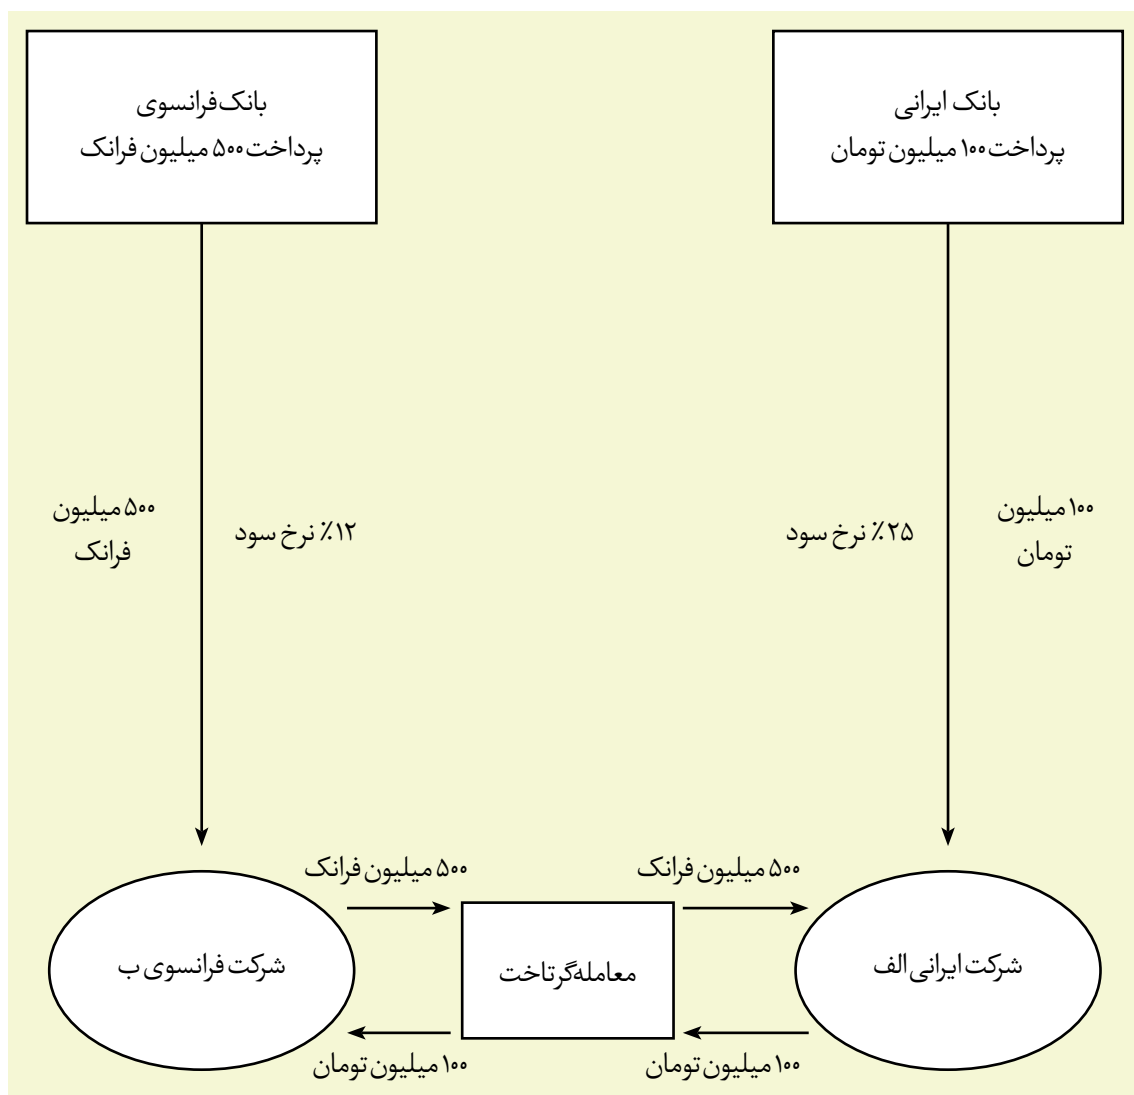 بانک ایرانی
پرداخت ۱۰۰ میلیون تومان
بانک فرانسوی
پرداخت ۵۰۰ میلیون فرانک
۱۰۰ میلیون
تومان
۲۵٪ نرخ سود
۱۲٪ نرخ سود
۵۰۰ میلیون
فرانک
۵۰۰ میلیون فرانک
۵۰۰ میلیون فرانک
شرکت ایرانی الف
معامله‌گر تاخت
شرکت فرانسوی ب
۱۰۰ میلیون تومان
۱۰۰ میلیون تومان